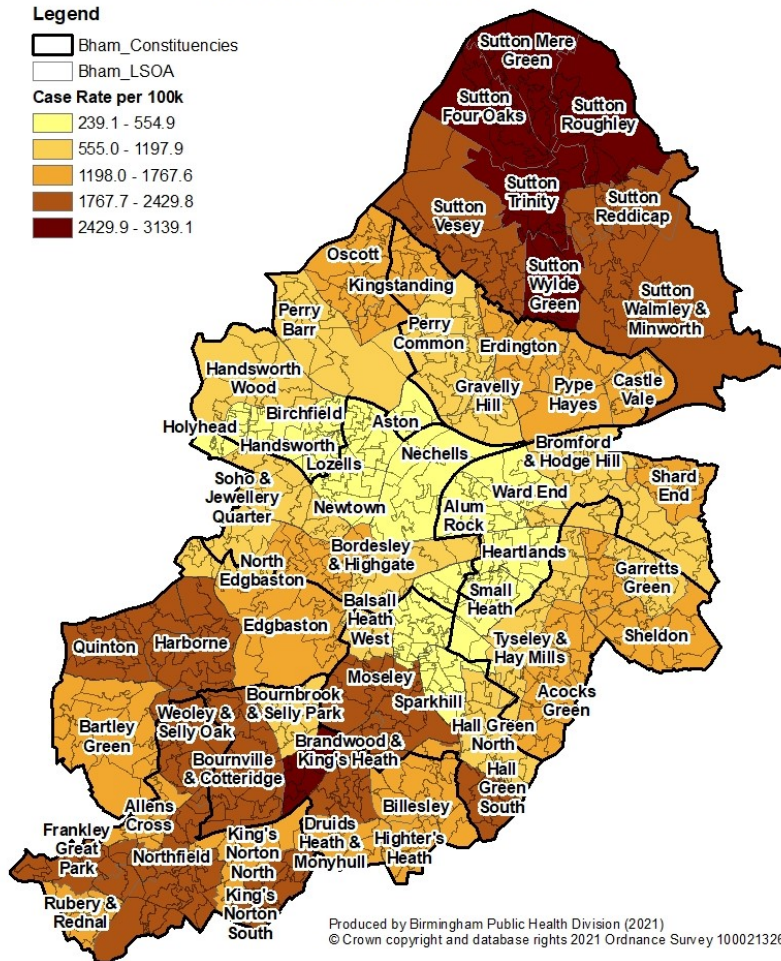 Legend
Bham_Constituencies
Bham_LSOA
Case Rate per 100k
239.1 - 554.9
555.0 - 1197.9
1198.0 - 1767.6
1767.7 - 2429.8
2429.9 - 3139.1
Sutton Mere
Green
Sutton
Four Oaks
Sutton
Roughley
Sutton
Trinity
Sutton
Reddicap
Sutton
Vesey
Oscott
Kingstanding
Sutton
Wylde
Green
Sutton
Walmley &
Minworth
Perry
Barr
Perry
Common
Erdington
Handsworth
Wood
Gravelly
Hill
Pype
Hayes
Castle
Vale
Birchfield
Aston
Holyhead
Handsworth
Lozells
Nechells
Bromford
& Hodge Hill
Soho &
Jewellery
Quarter
Newtown
Alum
Rock
Ward End
Shard
End
North
Edgbaston
Bordesley
& Highgate
Heartlands
Garretts
Green
Small
Heath
Edgbaston
Balsall
Heath
West
Tyseley &
Hay Mills
Sheldon
Quinton
Harborne
Moseley
Sparkhill
Acocks
Green
Bartley
Green
Weoley &
Selly Oak
Bournbrook
& Selly Park
Hall Green
North
Bournville
& Cotteridge
Brandwood &
King's Heath
Hall
Green
South
Allens
Cross
Billesley
Frankley
Great
Park
Northfield
King's
Norton
North
Druids
Heath &
Monyhull
Highter's
Heath
Rubery &
Rednal
King's
Norton
South
Produced by Birmingham Public Health Division (2021)
© Crown copyright and database rights 2021 Ordnance Survey 100021326